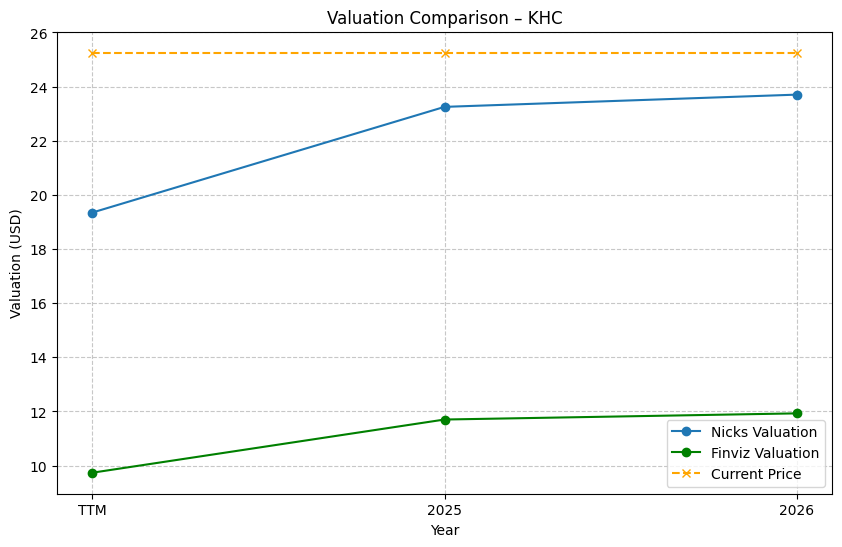 Valuation Comparison – KHC
Valuation (USD)
26
24
22
20
18
16
14
12
10
Nicks Valuation
Finviz Valuation
Current Price
TTM
2025
2026
Year